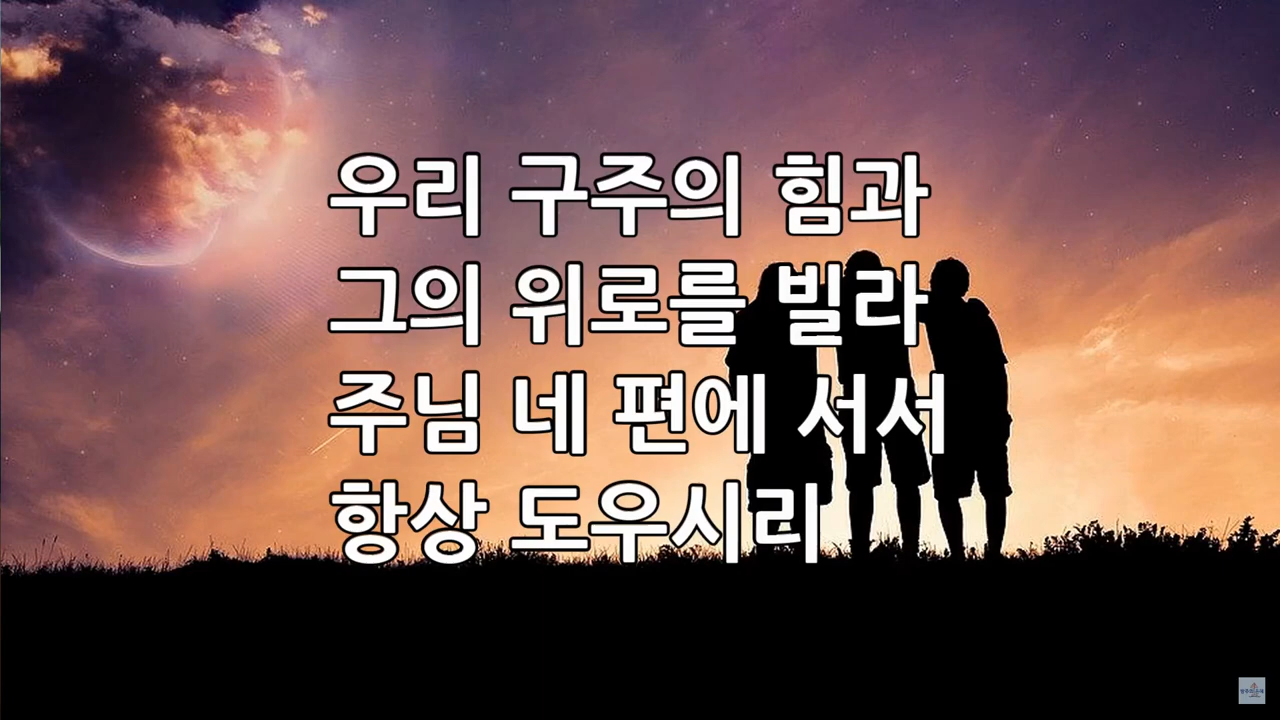 우리 구주의 힘과
그의 위로를 빌라
주님 네 편에 서서
항상 도우시리